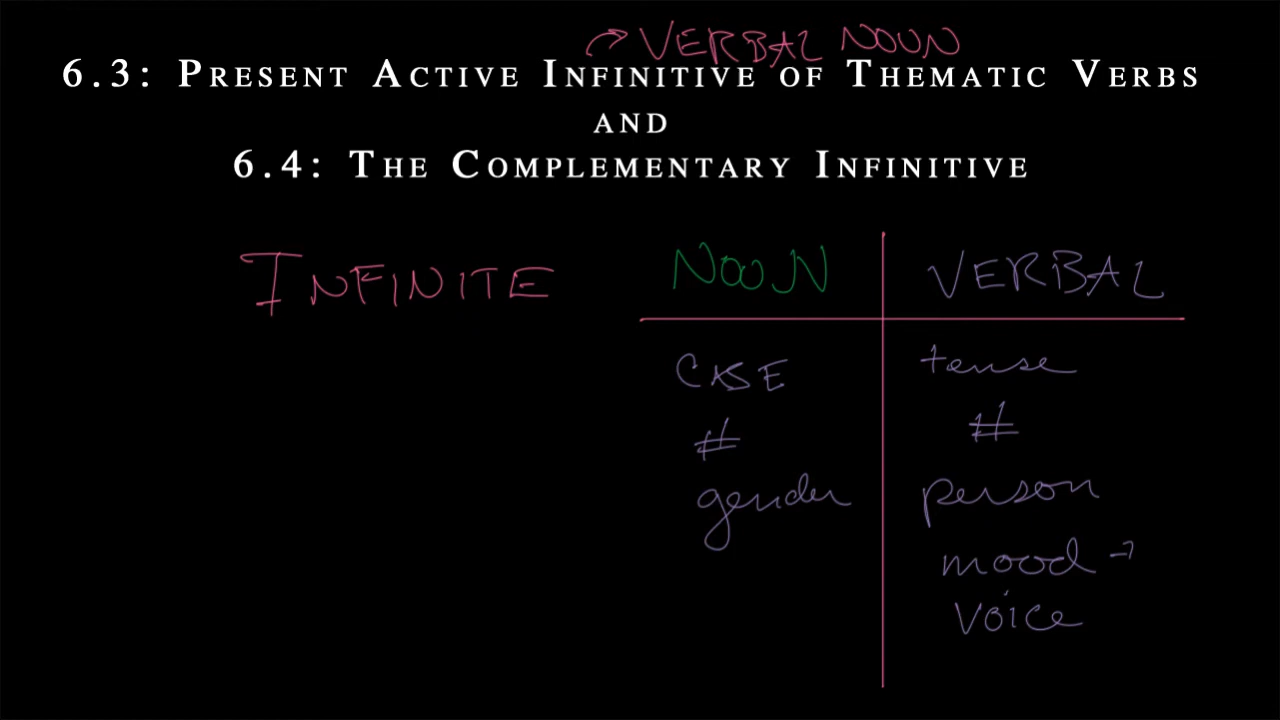 → VERBAL NOUN
6.3: PRESENT ACTIVE INFINITIVE OF THEMATIC VERBS
AND
6.4: THE COMPLEMENTARY INFINITIVE
INFINITE NOUN VERBAL
CASE tense
# #
gender person
mood →
voice